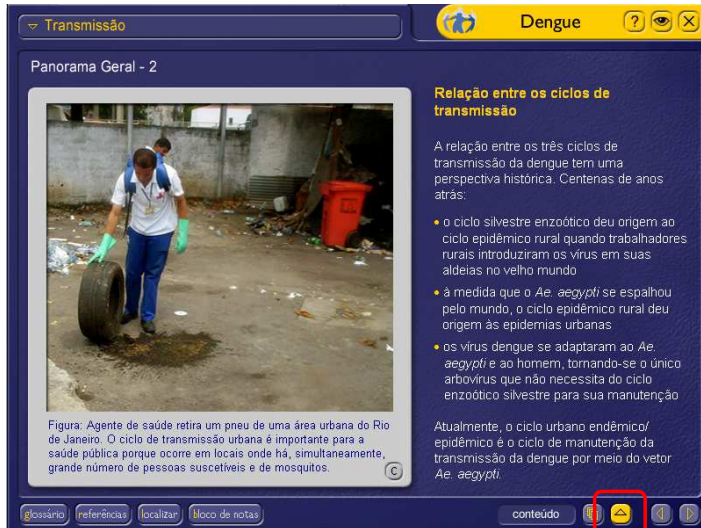 Transmissão
Dengue
?
X
Panorama Geral - 2
Relação entre os ciclos de
transmissão
A relação entre os três ciclos de
transmissão da dengue tem uma
perspectiva histórica. Centenas de anos
atrás:
• o ciclo silvestre enzoótico deu origem ao
ciclo epidêmico rural quando trabalhadores
rurais introduziram os vírus em suas
aldeias no velho mundo
• à medida que o Ae. aegypti se espalhou
pelo mundo, o ciclo epidêmico rural deu
origem às epidemias urbanas
• os vírus dengue se adaptaram ao Ae.
aegypti e ao homem, tornando-se o único
arbovírus que não necessita do ciclo
enzoótico silvestre para sua manutenção
Atualmente, o ciclo urbano endêmico/
epidêmico é o ciclo de manutenção da
transmissão da dengue por meio do vetor
Ae. aegypti.
Figura: Agente de saúde retira um pneu de uma área urbana do Rio
de Janeiro. O ciclo de transmissão urbana é importante para a
saúde pública porque ocorre em locais onde há, simultaneamente,
grande número de pessoas suscetíveis e de mosquitos.
C
glossário referências localizar bloco de notas
conteúdo